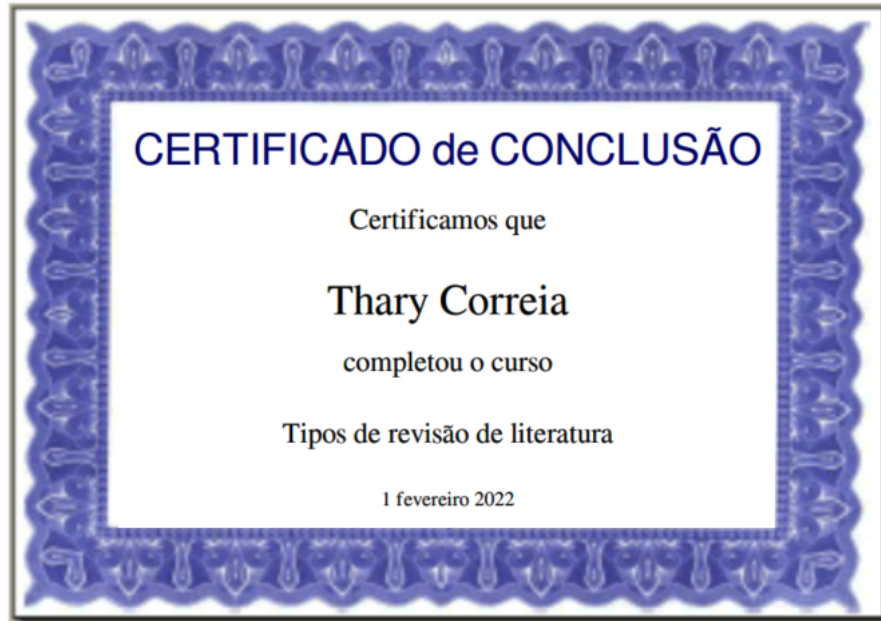 CERTIFICADO de CONCLUSÃO
Certificamos que
Thary Correia
completou o curso
Tipos de revisão de literatura
1 fevereiro 2022